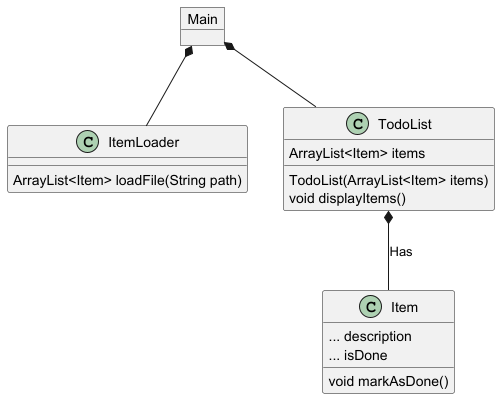 Main
C ItemLoader
ArrayList<Item> loadFile(String path)
C TodoList
ArrayList<Item> items
TodoList(ArrayList<Item> items)
void displayItems()
Has
C Item
... description
... isDone
void markAsDone()